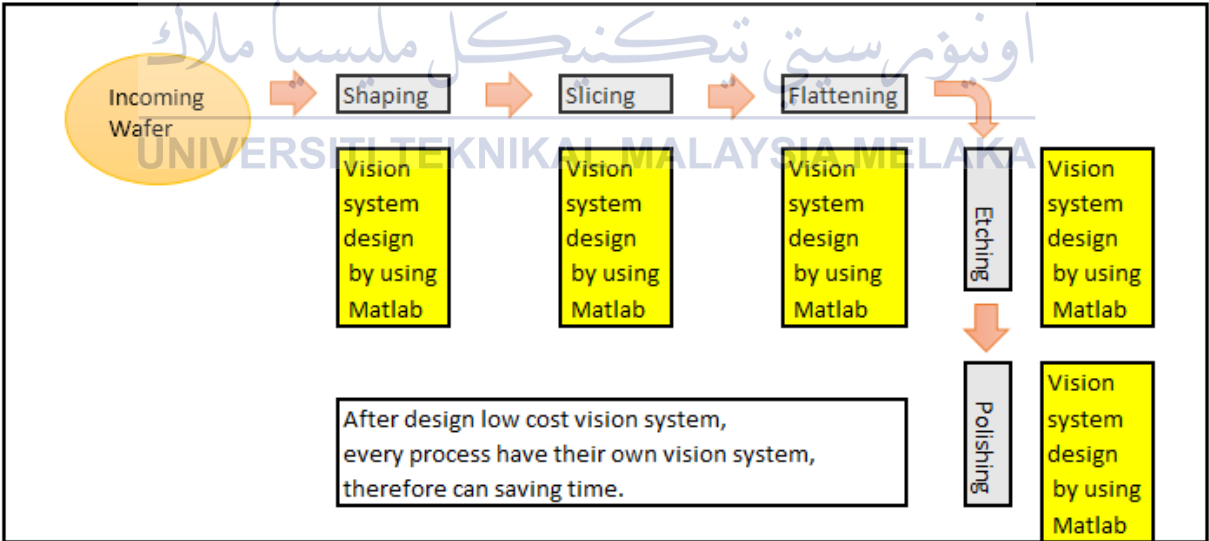 اونيۏرسيتي تيكنيكل مليسيا ملاك
UNIVERSITI TEKNIKAL MALAYSIA MELAKA
Incoming
Wafer
Shaping
Slicing
Flattening
Vision
system
design
by using
Matlab
Vision
system
design
by using
Matlab
Vision
system
design
by using
Matlab
Etching
Vision
system
design
by using
Matlab
Polishing
Vision
system
design
by using
Matlab
After design low cost vision system,
every process have their own vision system,
therefore can saving time.